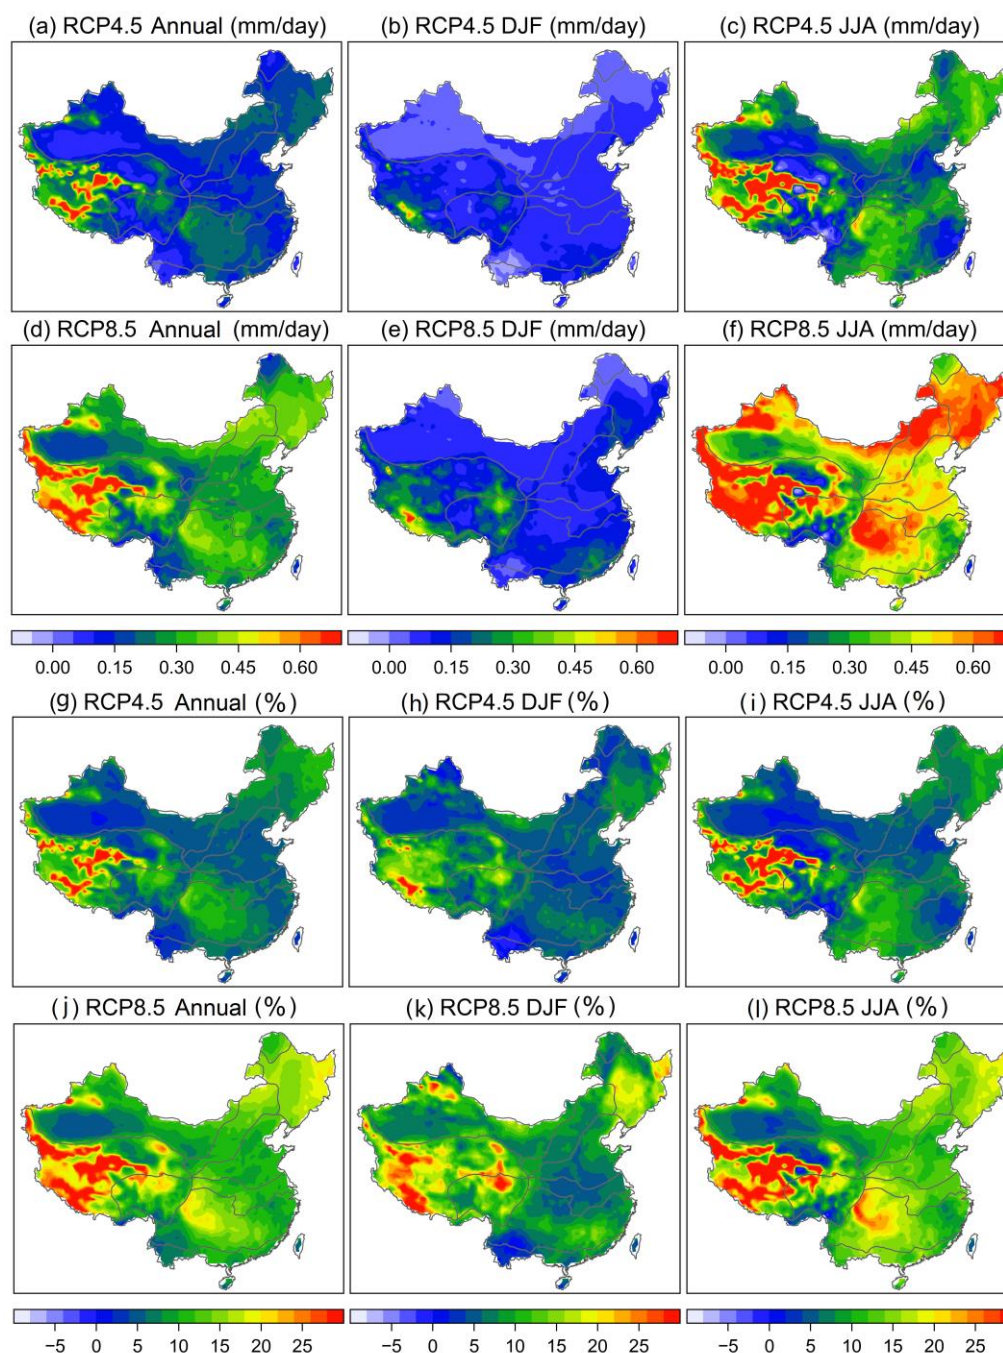 (a) RCP4.5 Annual (mm/day) (b) RCP4.5 DJF (mm/day) (c) RCP4.5 JJA (mm/day)
(d) RCP8.5 Annual (mm/day) (e) RCP8.5 DJF (mm/day) (f) RCP8.5 JJA (mm/day)
0.00 0.15 0.30 0.45 0.60 0.00 0.15 0.30 0.45 0.60 0.00 0.15 0.30 0.45 0.60
(g) RCP4.5 Annual (%) (h) RCP4.5 DJF (%) (i) RCP4.5 JJA (%)
(j) RCP8.5 Annual (%) (k) RCP8.5 DJF (%) (l) RCP8.5 JJA (%)
−5 0 5 10 15 20 25 −5 0 5 10 15 20 25 −5 0 5 10 15 20 25